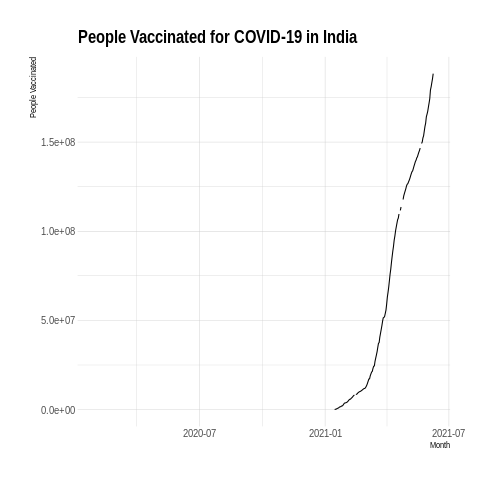 People Vaccinated for COVID-19 in India
People Vaccinated
1.5e+08
1.0e+08
5.0e+07
0.0e+00
2020-07
2021-01
2021-07
Month